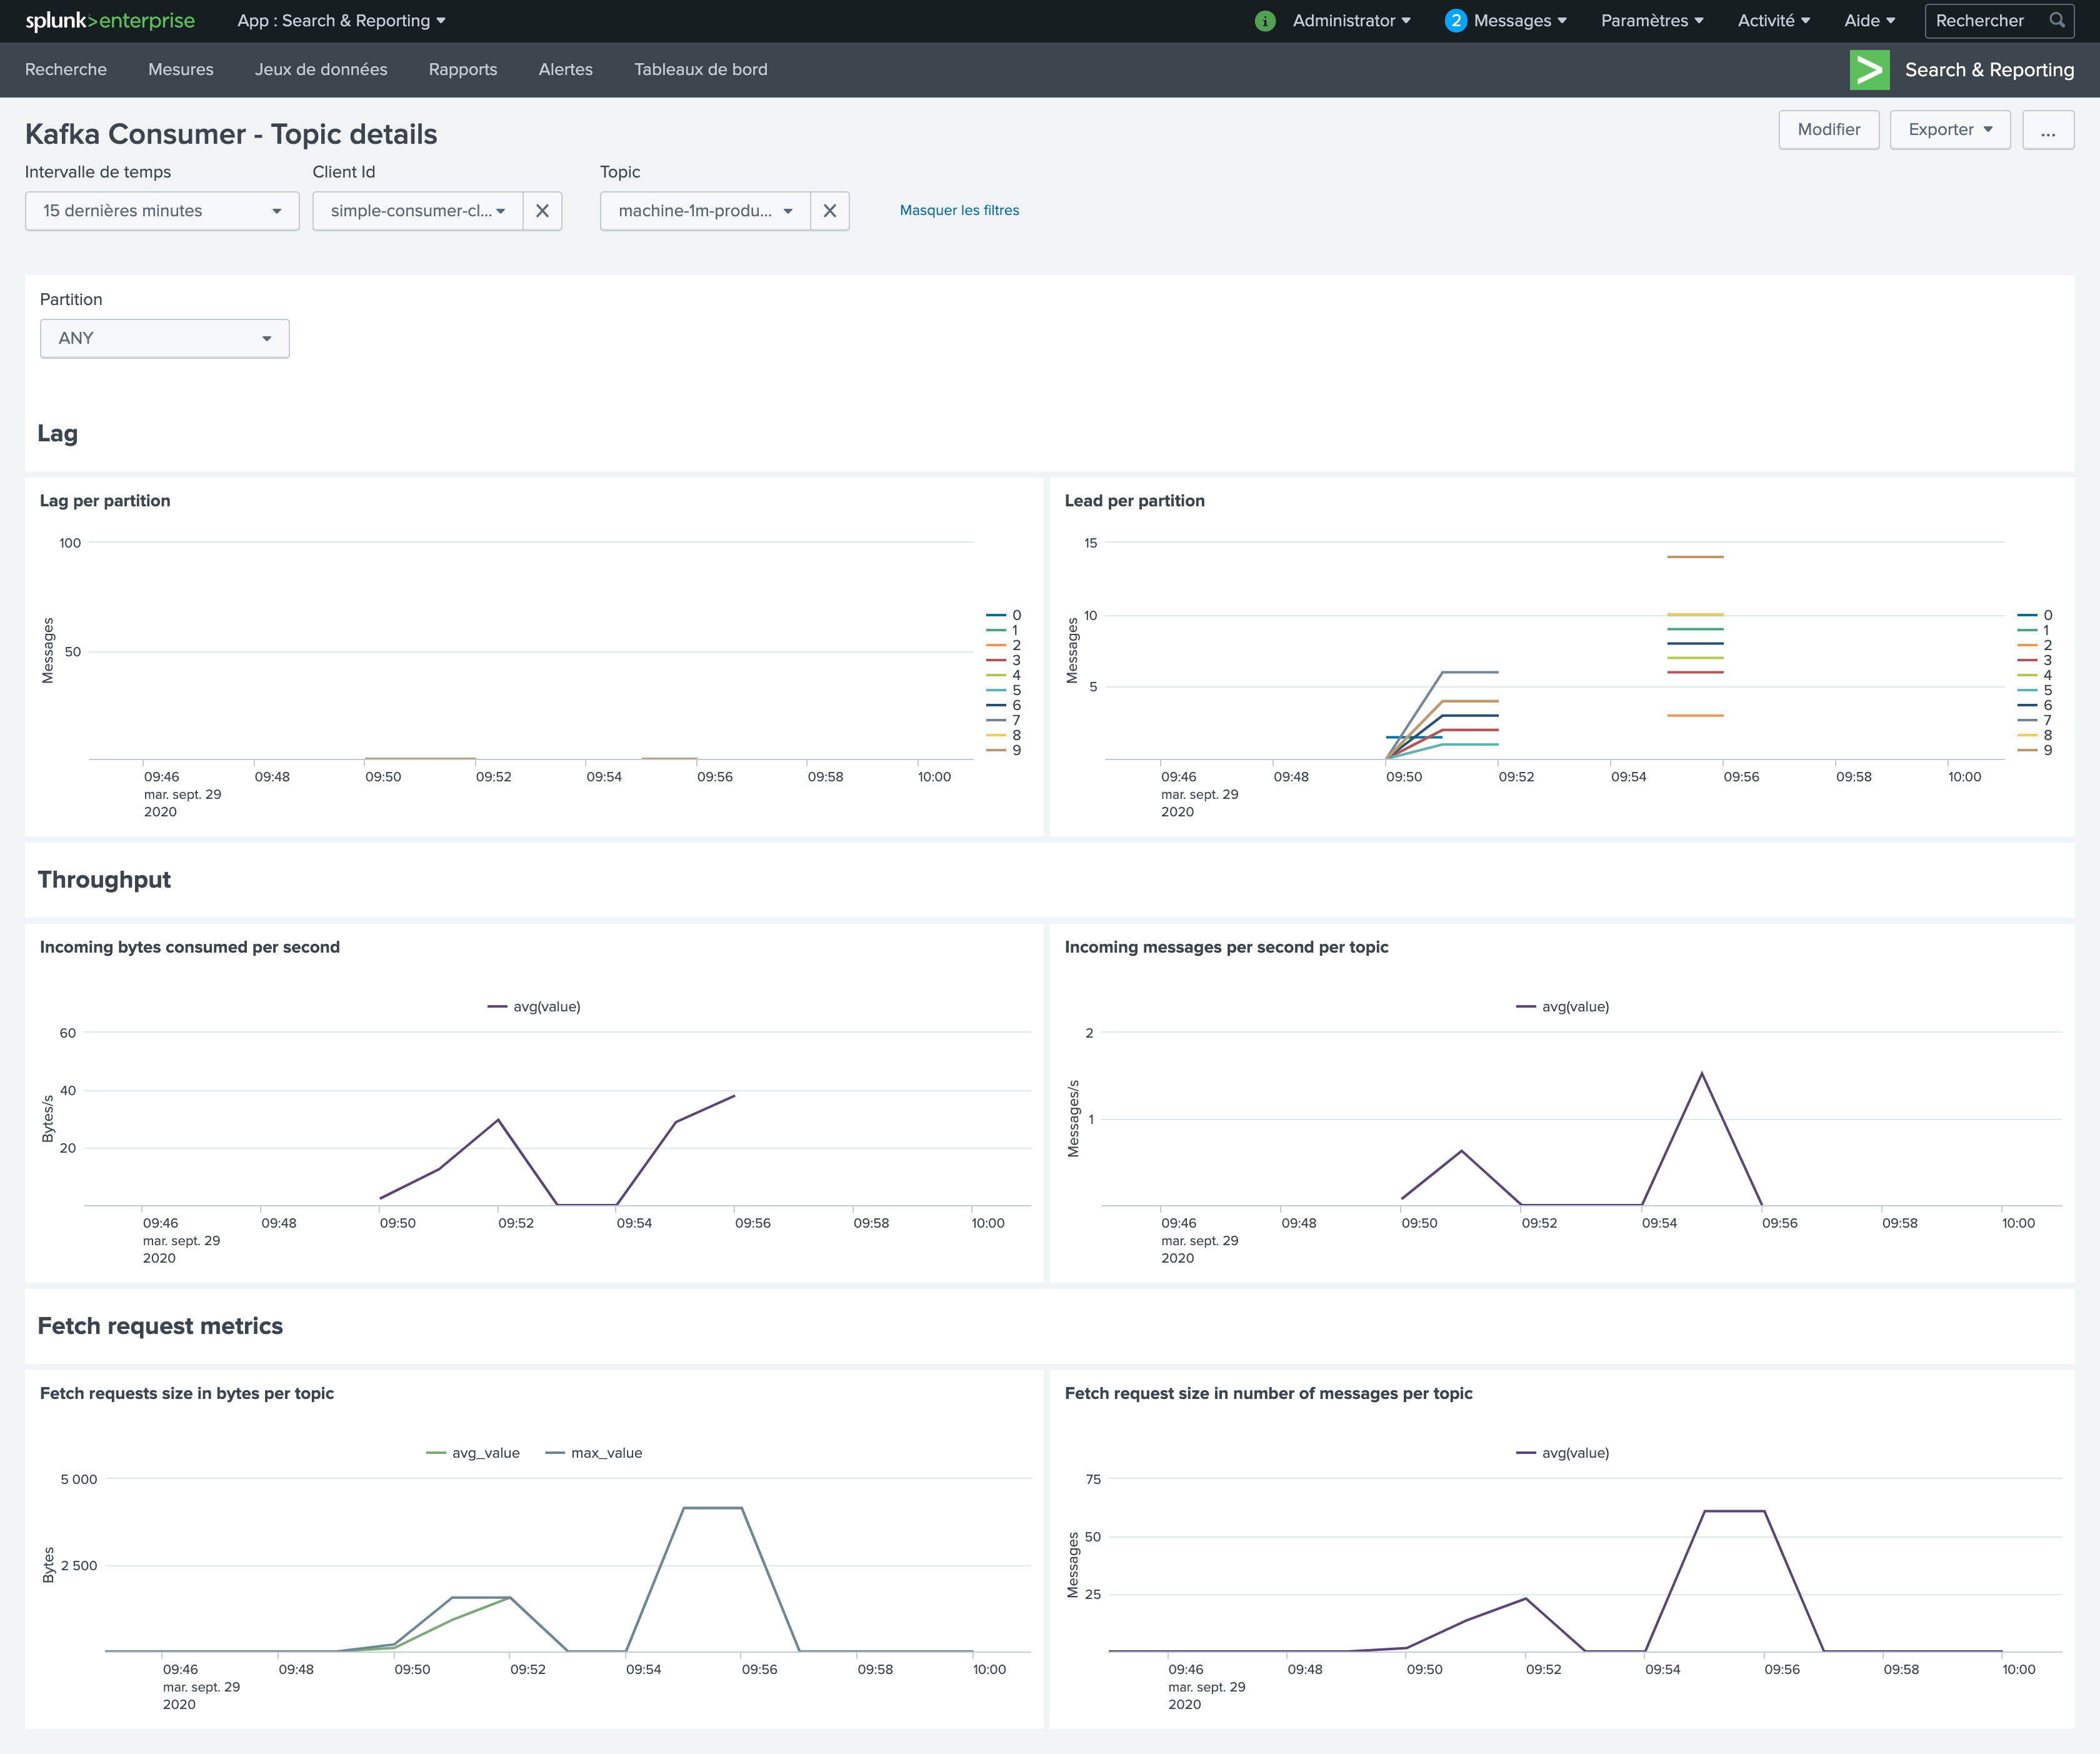 splunk>enterprise App : Search & Reporting i Administrator 2 Messages Paramètres Activité Aide Rechercher
Recherche Mesures Jeux de données Rapports Alertes Tableaux de bord > Search & Reporting
Kafka Consumer - Topic details Modifier Exporter ...
Intervalle de temps Client Id Topic
15 dernières minutes simple-consumer-cl... machine-1m-produ... Masquer les filtres
Partition
ANY
Lag
Lag per partition
100
50
Messages
0
1
2
3
4
5
6
7
8
9
09:46 09:48 09:50 09:52 09:54 09:56 09:58 10:00
mar. sept. 29
2020
Lead per partition
15
10
5
Messages
0
1
2
3
4
5
6
7
8
9
09:46 09:48 09:50 09:52 09:54 09:56 09:58 10:00
mar. sept. 29
2020
Throughput
Incoming bytes consumed per second
avg(value)
60
40
20
Bytes/s
09:46 09:48 09:50 09:52 09:54 09:56 09:58 10:00
mar. sept. 29
2020
Incoming messages per second per topic
avg(value)
2
1
Messages/s
09:46 09:48 09:50 09:52 09:54 09:56 09:58 10:00
mar. sept. 29
2020
Fetch request metrics
Fetch requests size in bytes per topic
avg_value max_value
5 000
2 500
Bytes
09:46 09:48 09:50 09:52 09:54 09:56 09:58 10:00
mar. sept. 29
2020
Fetch request size in number of messages per topic
avg(value)
75
50
25
Messages
09:46 09:48 09:50 09:52 09:54 09:56 09:58 10:00
mar. sept. 29
2020